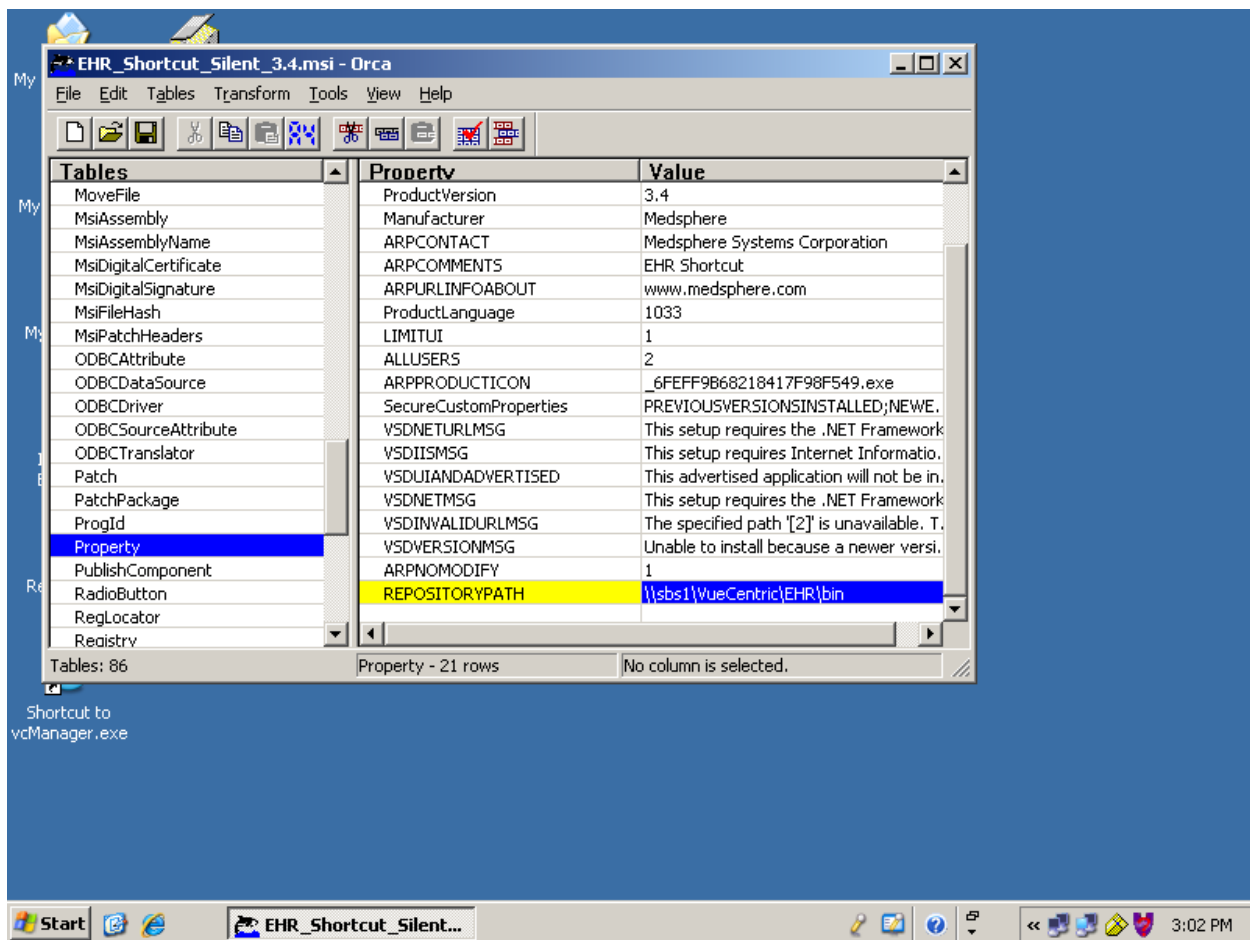 My
EHR_Shortcut_Silent_3.4.msi - Orca
File Edit Tables Transform Tools View Help
Tables
Property Value
MoveFile
ProductVersion 3.4
My
MsiAssembly
Manufacturer Medsphere
MsiAssemblyName
ARPCONTACT Medsphere Systems Corporation
MsiDigitalCertificate
ARPCOMMENTS EHR Shortcut
MsiDigitalSignature
ARPURLINFOABOUT www.medsphere.com
MsiFileHash
ProductLanguage 1033
My
MsiPatchHeaders
LIMITUI 1
ODBCAttribute
ALLUSERS 2
ODBCDataSource
ARPPRODUCTICON _6FEFF9B68218417F98F549.exe
ODBCDriver
SecureCustomProperties PREVIOUSVERSIONSINSTALLED;NEWE.
ODBCSourceAttribute
VSDNETURLMSG This setup requires the .NET Framework
ODBCTranslator
VSDIISMSG This setup requires Internet Informatio.
Patch
VSDUIANDADVERTISED This advertised application will not be in.
PatchPackage
VSDNETMSG This setup requires the .NET Framework
ProgId
VSDINVALIDURLMSG The specified path '[2]' is unavailable. T.
Property
VSDVERSIONMSG Unable to install because a newer versi.
PublishComponent
ARPNOMODIFY 1
Re
RadioButton
REPOSITORYPATH \\sbs1\VueCentric\EHR\bin
RegLocator
Registry
Tables: 86
Property - 21 rows
No column is selected.
Shortcut to
vcManager.exe
Start
EHR_Shortcut_Silent...
« 3:02 PM